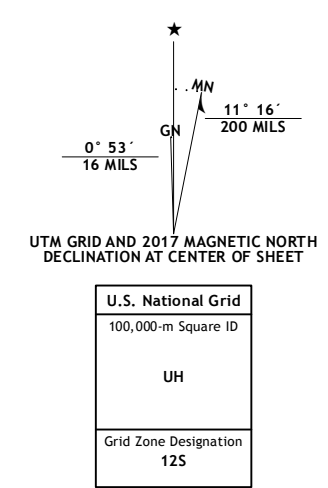 ★
MN
GN
11° 16´
200 MILS
0° 53´
16 MILS
UTM GRID AND 2017 MAGNETIC NORTH
DECLINATION AT CENTER OF SHEET
U.S. National Grid
100,000-m Square ID
UH
Grid Zone Designation
12S